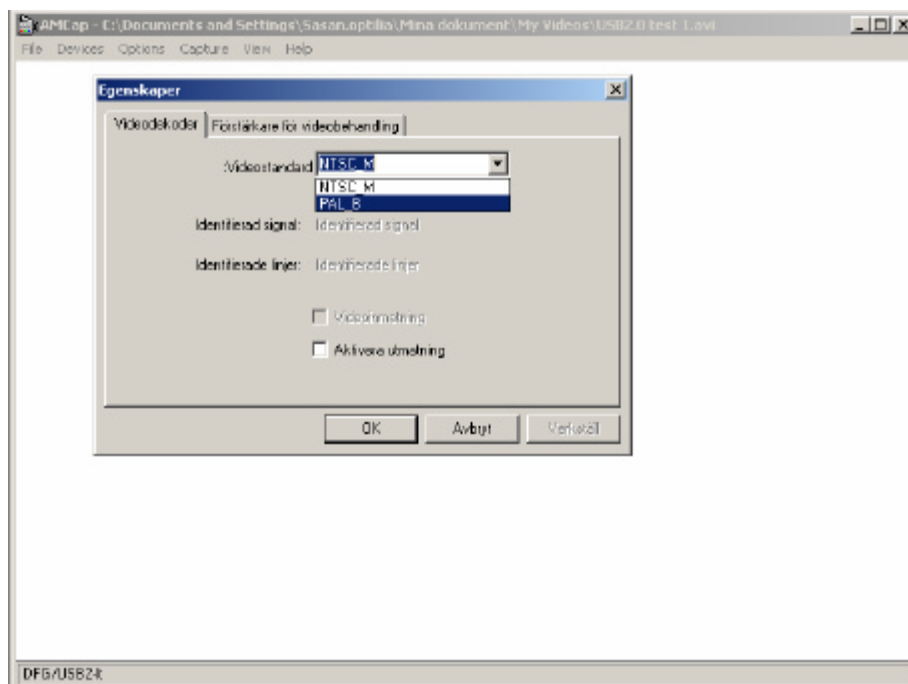 AMCap - C:\Documents and Settings\Sasan.optilia\Mina dokument\My Videos\USB2.0 test 1.avi
File Devices Options Capture View Help
Egenskaper
Videodekoder Förstärkare för videobehandling
:Videostandard NTSC_M
NTSC_M
PAL_B
Identifierad signal: Identifierad signal
Identifierade linjer: Identifierade linjer
Videoinmatning
Aktivera utmatning
OK Avbryt Verkställ
DFG/USB2-lt